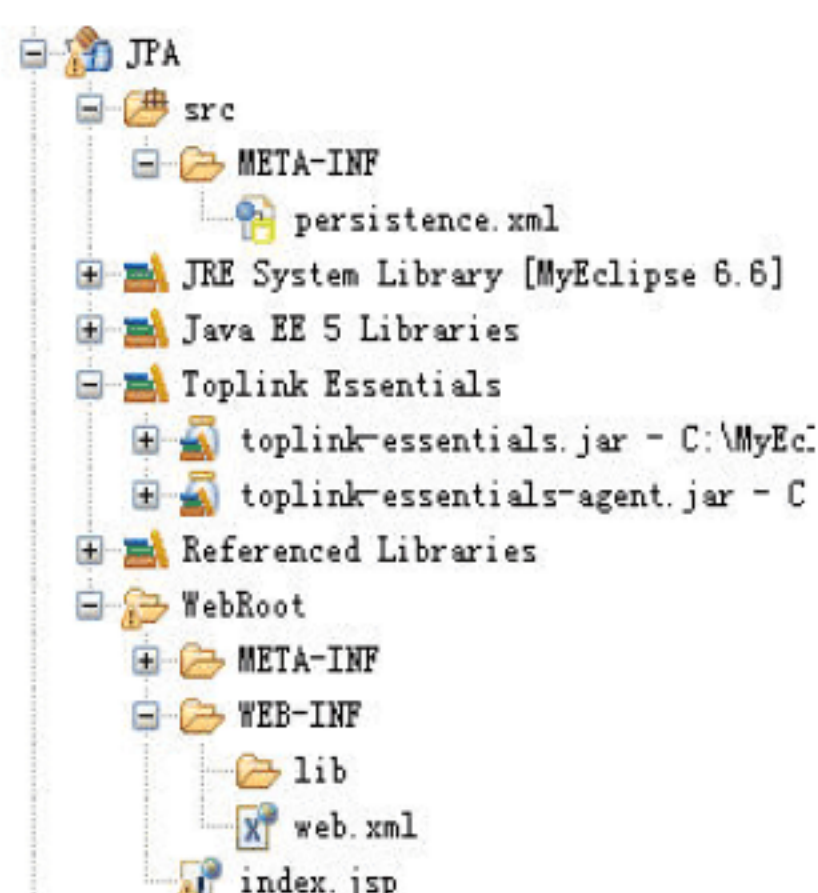 JPA
src
META-INF
persistence.xml
JRE System Library [MyEclipse 6.6]
Java EE 5 Libraries
Toplink Essentials
toplink-essentials.jar - C:\MyEcl
toplink-essentials-agent.jar - C
Referenced Libraries
WebRoot
META-INF
WEB-INF
lib
web.xml
index.jsp